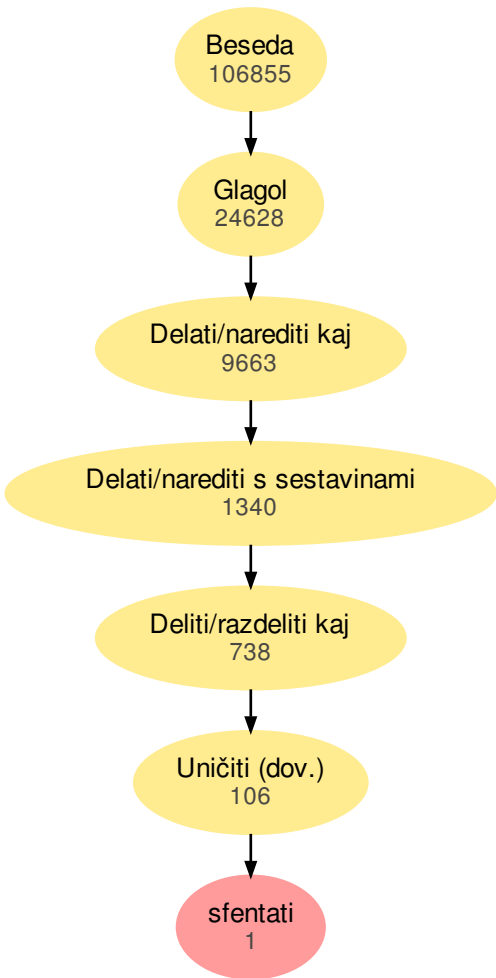 Beseda
106855
Glagol
24628
Delati/narediti kaj
9663
Delati/narediti s sestavinami
1340
Deliti/razdeliti kaj
738
Uničiti (dov.)
106
sfentati
1